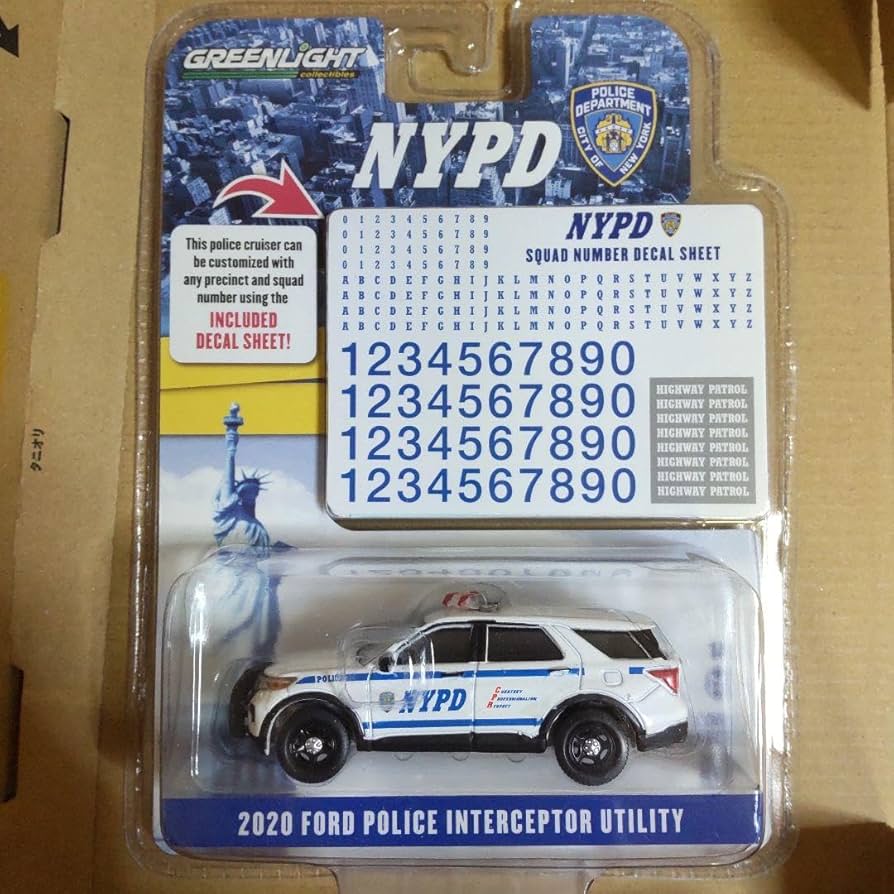 GREENLIGHT
collectibles
NYPD
POLICE
DEPARTMENT
CITY OF
NEW YORK
This police cruiser can
be customized with
any precinct and squad
number using the
INCLUDED
DECAL SHEET!
NYPD
SQUAD NUMBER DECAL SHEET
0 1 2 3 4 5 6 7 8 9
0 1 2 3 4 5 6 7 8 9
0 1 2 3 4 5 6 7 8 9
0 1 2 3 4 5 6 7 8 9
A B C D E F G H I J K L M N O P Q R S T U V W X Y Z
A B C D E F G H I J K L M N O P Q R S T U V W X Y Z
A B C D E F G H I J K L M N O P Q R S T U V W X Y Z
A B C D E F G H I J K L M N O P Q R S T U V W X Y Z
1234567890
1234567890
1234567890
1234567890
HIGHWAY PATROL
HIGHWAY PATROL
HIGHWAY PATROL
HIGHWAY PATROL
HIGHWAY PATROL
HIGHWAY PATROL
HIGHWAY PATROL
HIGHWAY PATROL
タニオリ
POLICE
NYPD
COURTESY
PROFESSIONALISM
RESPECT
2020 FORD POLICE INTERCEPTOR UTILITY